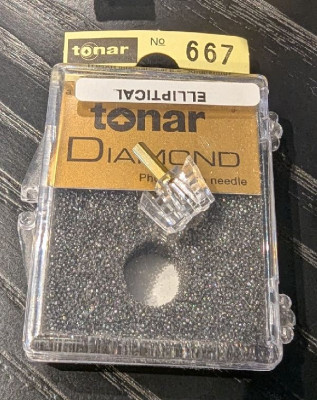 tonar
No 667
ELLIPTICAL
tonar
DIAMOND
needle